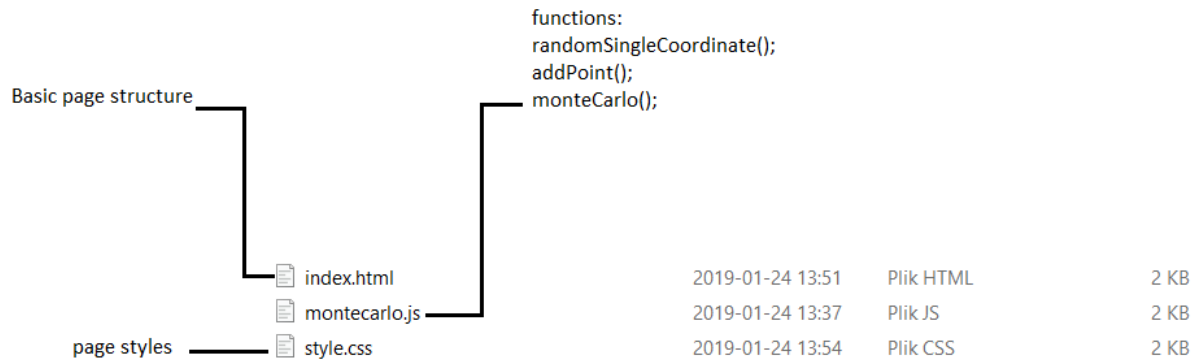 functions:
randomSingleCoordinate();
addPoint();
monteCarlo();
Basic page structure
index.html 2019-01-24 13:51 Plik HTML 2 KB
montecarlo.js 2019-01-24 13:37 Plik JS 2 KB
page styles style.css 2019-01-24 13:54 Plik CSS 2 KB